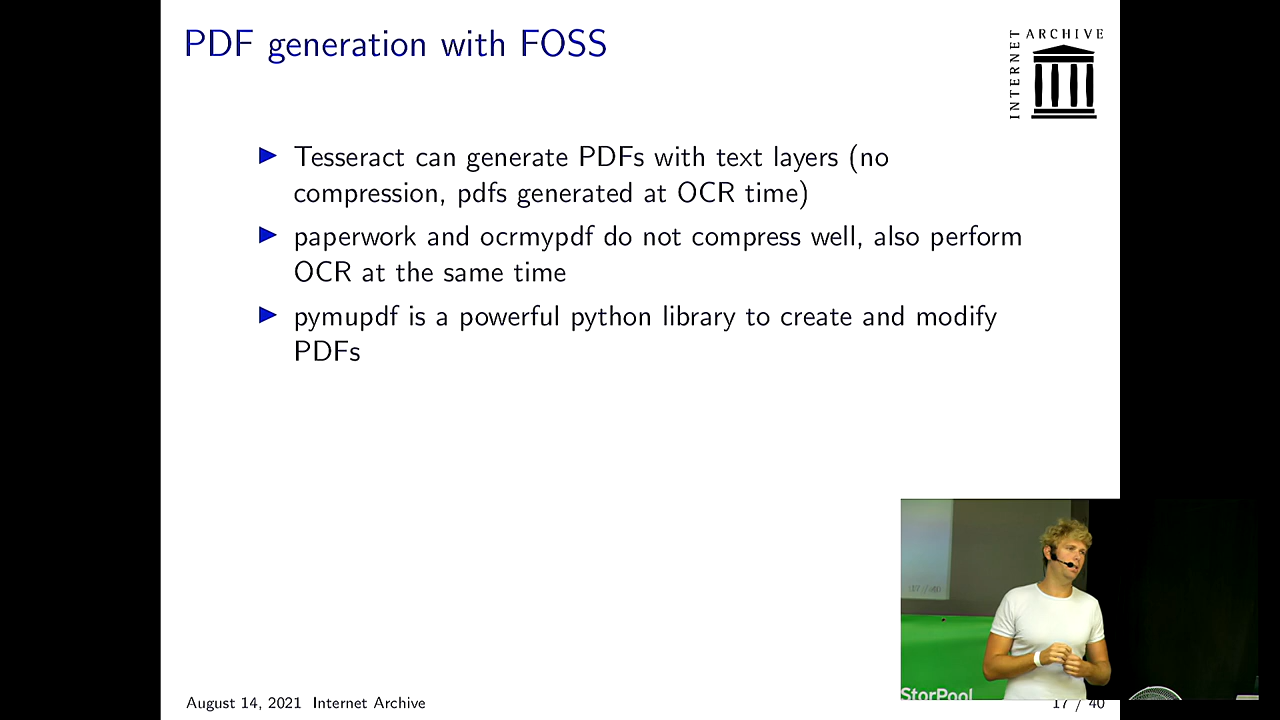 PDF generation with FOSS
INTERNET ARCHIVE
▶ Tesseract can generate PDFs with text layers (no
compression, pdfs generated at OCR time)
▶ paperwork and ocrmypdf do not compress well, also perform
OCR at the same time
▶ pymupdf is a powerful python library to create and modify
PDFs
StorPool
August 14, 2021 Internet Archive
17 / 40